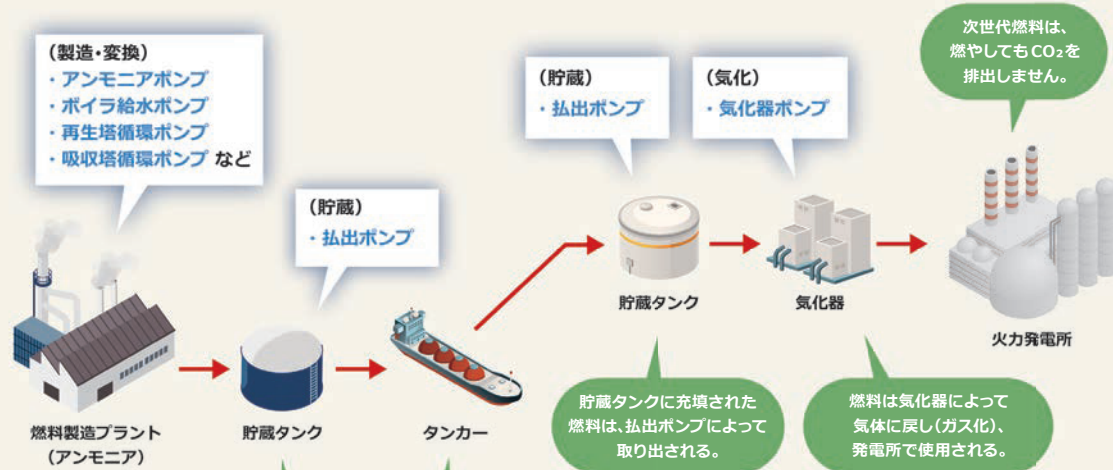 (製造・変換)
・アンモニアポンプ
・ボイラ給水ポンプ
・再生塔循環ポンプ
・吸収塔循環ポンプ など
(貯蔵)
・払出ポンプ
(貯蔵)
・払出ポンプ
(気化)
・気化器ポンプ
次世代燃料は、
燃やしてもCO₂を
排出しません。
燃料製造プラント
(アンモニア)
貯蔵タンク
タンカー
貯蔵タンク
気化器
火力発電所
貯蔵タンクに充填された
燃料は、払出ポンプによって
取り出される。
燃料は気化器によって
気体に戻し(ガス化)、
発電所で使用される。